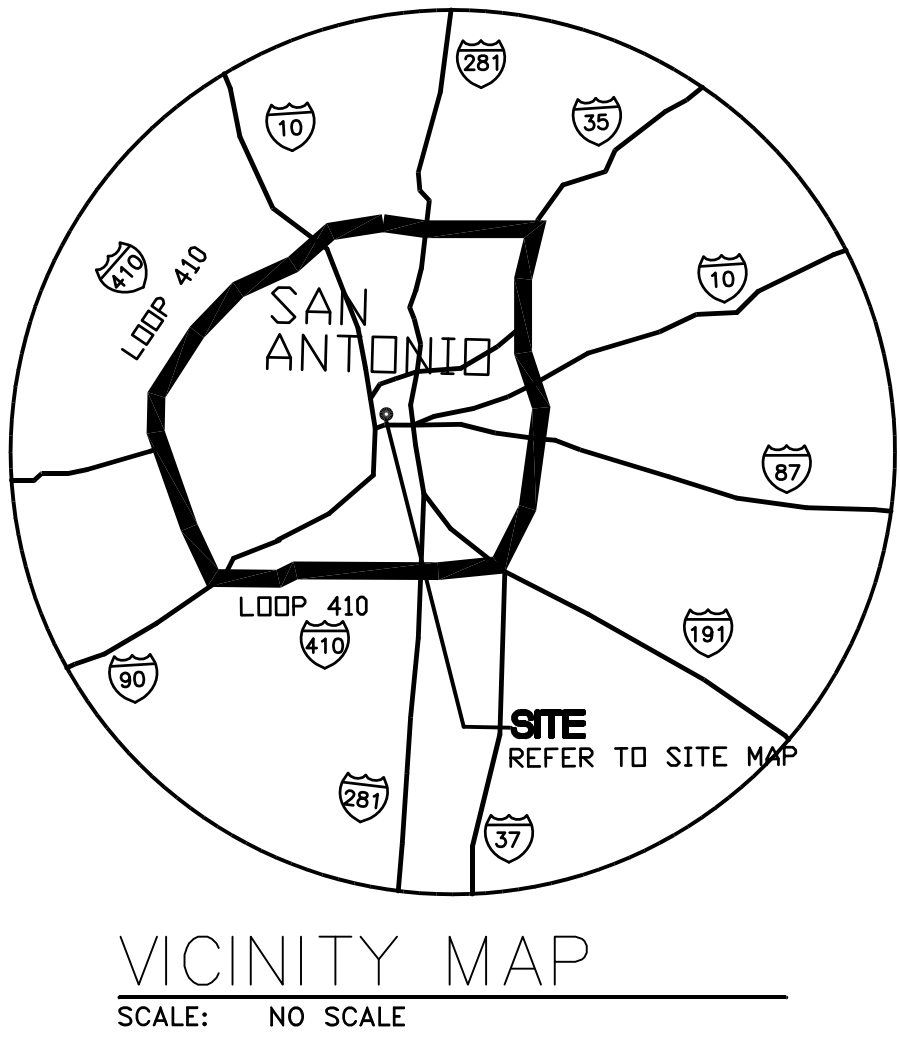 281
10
35
410
LOOP 410
10
SAN
ANTONIO
87
LOOP 410
410
191
90
SITE
REFER TO SITE MAP
281
37
VICINITY MAP
SCALE: NO SCALE